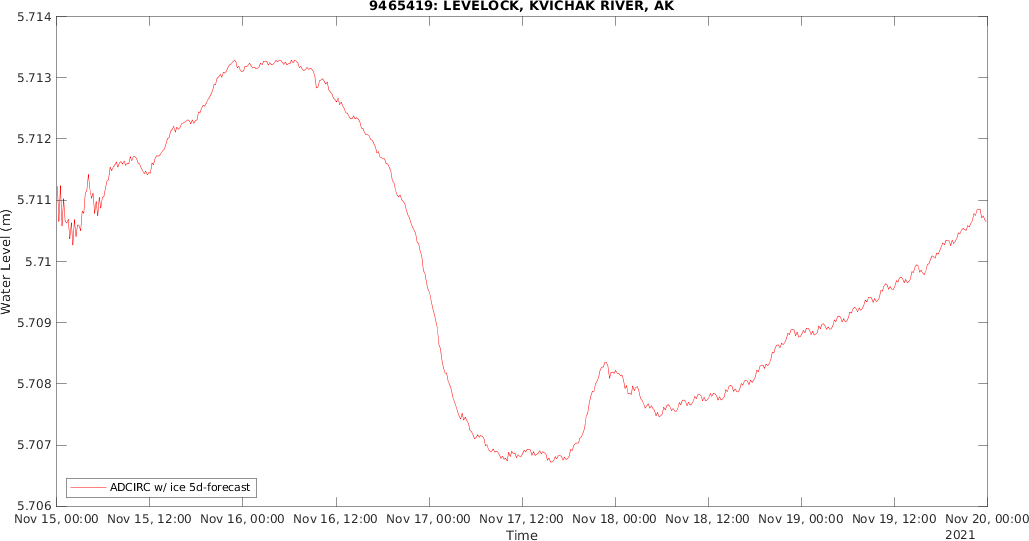 9465419: LEVELOCK, KVICHAK RIVER, AK
5.714
5.713
5.712
5.711
5.71
5.709
5.708
5.707
5.706
Water Level (m)
ADCIRC w/ ice 5d-forecast
Nov 15, 00:00 Nov 15, 12:00 Nov 16, 00:00 Nov 16, 12:00 Nov 17, 00:00 Nov 17, 12:00 Nov 18, 00:00 Nov 18, 12:00 Nov 19, 00:00 Nov 19, 12:00 Nov 20, 00:00
Time
2021